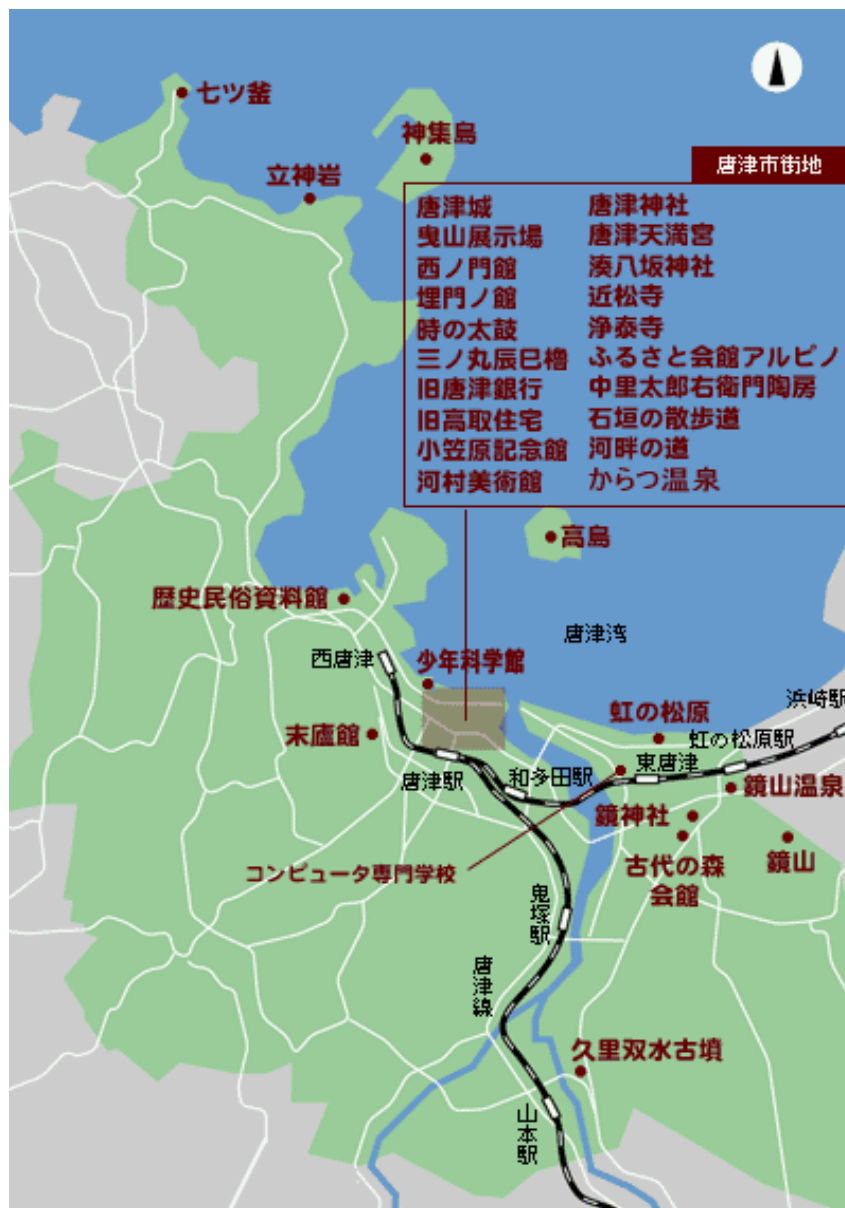 七ツ釜
神集島
立神岩
唐津市街地
唐津城
曳山展示場
西ノ門館
埋門ノ館
時の太鼓
三ノ丸辰巳櫓
旧唐津銀行
旧高取住宅
小笠原記念館
河村美術館
唐津神社
唐津天満宮
湊八坂神社
近松寺
浄泰寺
ふるさと会館アルピノ
中里太郎右衛門陶房
石垣の散歩道
河畔の道
からつ温泉
高島
歴史民俗資料館
唐津湾
西唐津
少年科学館
浜崎駅
虹の松原
末廬館
虹の松原駅
東唐津
唐津駅
和多田駅
鏡山温泉
鏡神社
コンピュータ専門学校
古代の森
会館
鏡山
鬼塚駅
唐津線
久里双水古墳
山本駅